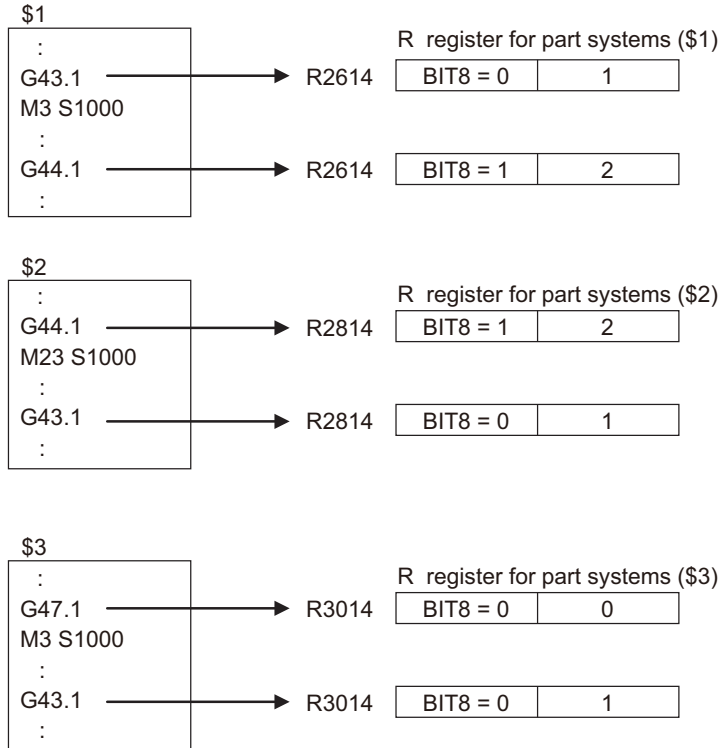 $1
:
R register for part systems ($1)
G43.1 R2614 BIT8 = 0 1
M3 S1000
:
G44.1 R2614 BIT8 = 1 2
:
$2
:
R register for part systems ($2)
G44.1 R2814 BIT8 = 1 2
M23 S1000
:
G43.1 R2814 BIT8 = 0 1
:
$3
:
R register for part systems ($3)
G47.1 R3014 BIT8 = 0 0
M3 S1000
:
G43.1 R3014 BIT8 = 0 1
: